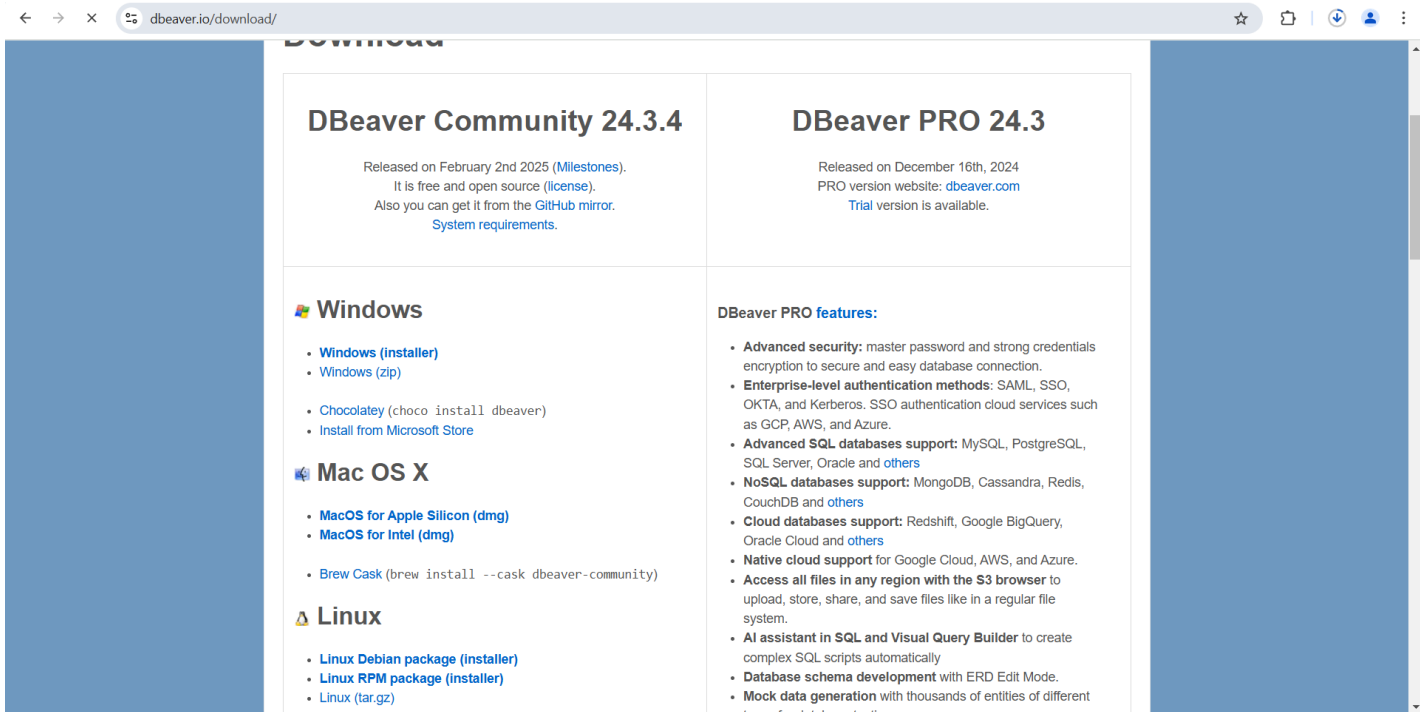 dbeaver.io/download/
Download
DBeaver Community 24.3.4
Released on February 2nd 2025 (Milestones).
It is free and open source (license).
Also you can get it from the GitHub mirror.
System requirements.
DBeaver PRO 24.3
Released on December 16th, 2024
PRO version website: dbeaver.com
Trial version is available.
Windows
Windows (installer)
Windows (zip)
Chocolatey (choco install dbeaver)
Install from Microsoft Store
Mac OS X
MacOS for Apple Silicon (dmg)
MacOS for Intel (dmg)
Brew Cask (brew install --cask dbeaver-community)
Linux
Linux Debian package (installer)
Linux RPM package (installer)
Linux (tar.gz)
DBeaver PRO features:
Advanced security: master password and strong credentials
encryption to secure and easy database connection.
Enterprise-level authentication methods: SAML, SSO,
OKTA, and Kerberos. SSO authentication cloud services such
as GCP, AWS, and Azure.
Advanced SQL databases support: MySQL, PostgreSQL,
SQL Server, Oracle and others
NoSQL databases support: MongoDB, Cassandra, Redis,
CouchDB and others
Cloud databases support: Redshift, Google BigQuery,
Oracle Cloud and others
Native cloud support for Google Cloud, AWS, and Azure.
Access all files in any region with the S3 browser to
upload, store, share, and save files like in a regular file
system.
AI assistant in SQL and Visual Query Builder to create
complex SQL scripts automatically
Database schema development with ERD Edit Mode.
Mock data generation with thousands of entities of different